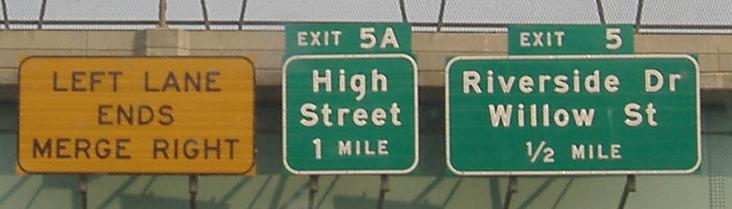 LEFT LANE
ENDS
MERGE RIGHT
EXIT 5A
High
Street
1 MILE
EXIT 5
Riverside Dr
Willow St
½ MILE